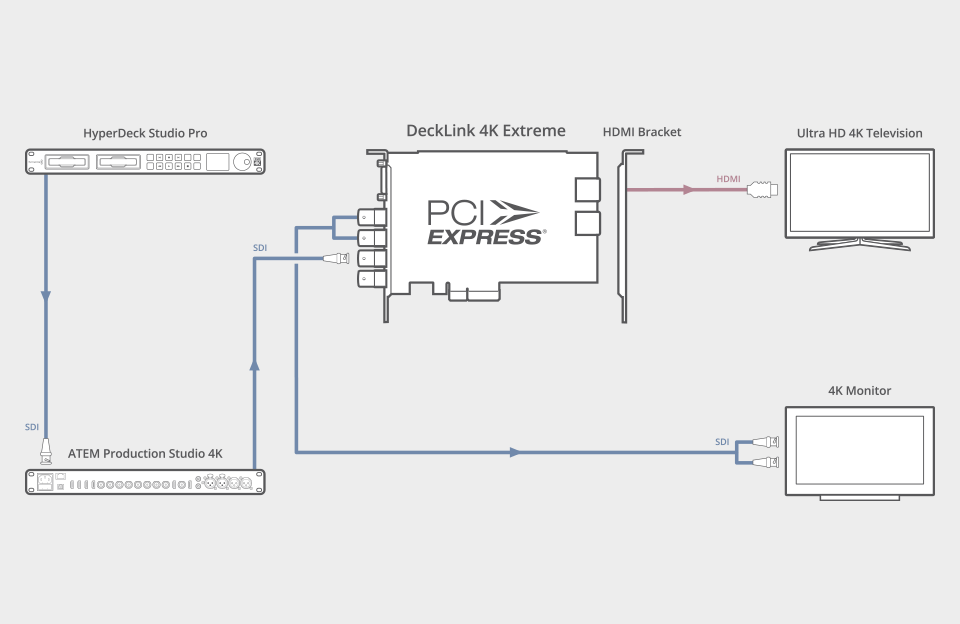 HyperDeck Studio Pro
DeckLink 4K Extreme
HDMI Bracket
Ultra HD 4K Television
HDMI
PCI
EXPRESS®
SDI
4K Monitor
SDI
SDI
ATEM Production Studio 4K